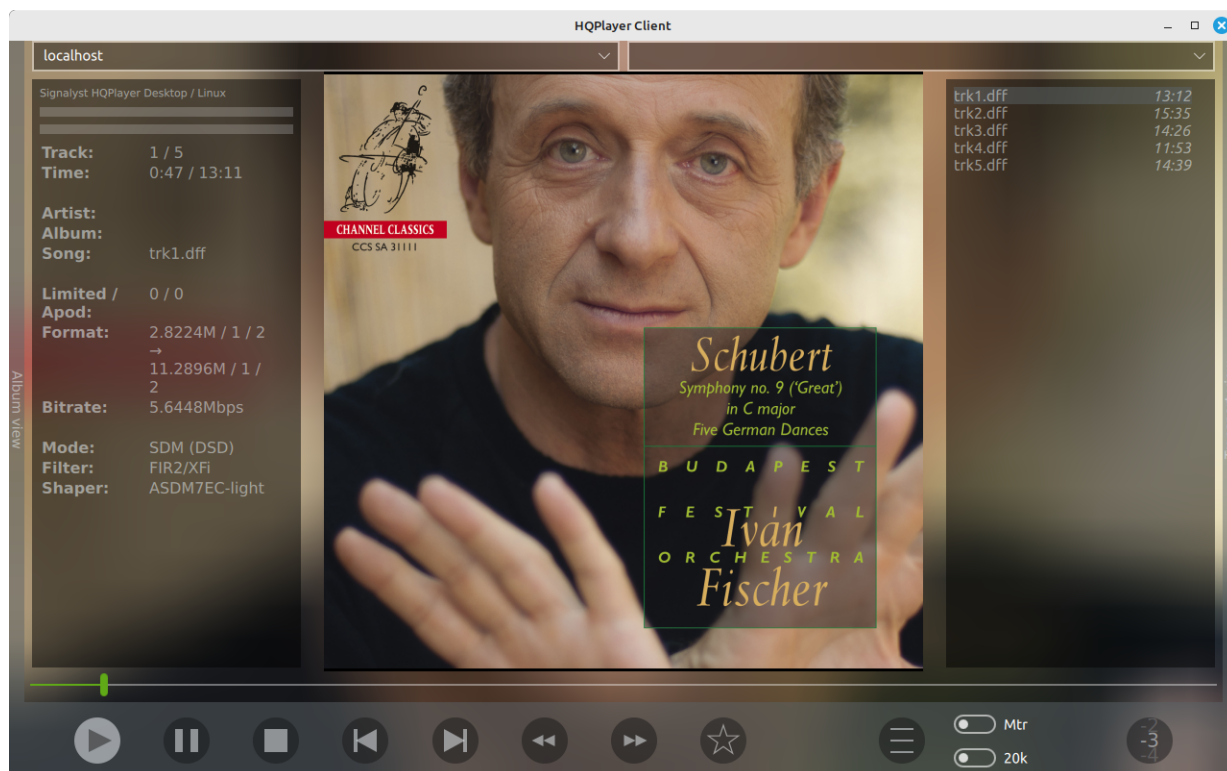 HQPlayer Client
localhost
Signalyst HQPlayer Desktop / Linux
Track: 1 / 5
Time: 0:47 / 13:11
Artist:
Album:
Song: trk1.dff
Limited / 0 / 0
Apod:
Format: 2.8224M / 1 / 2
→
11.2896M / 1 /
2
Bitrate: 5.6448Mbps
Mode: SDM (DSD)
Filter: FIR2/XFi
Shaper: ASDM7EC-light
Album view
CHANNEL CLASSICS
CCS SA 31111
Schubert
Symphony no. 9 ('Great')
in C major
Five German Dances
BUDAPEST
FESTIVAL
Iván
ORCHESTRA
Fischer
trk1.dff 13:12
trk2.dff 15:35
trk3.dff 14:26
trk4.dff 11:53
trk5.dff 14:39
Mtr
20k
-2
-3
-4